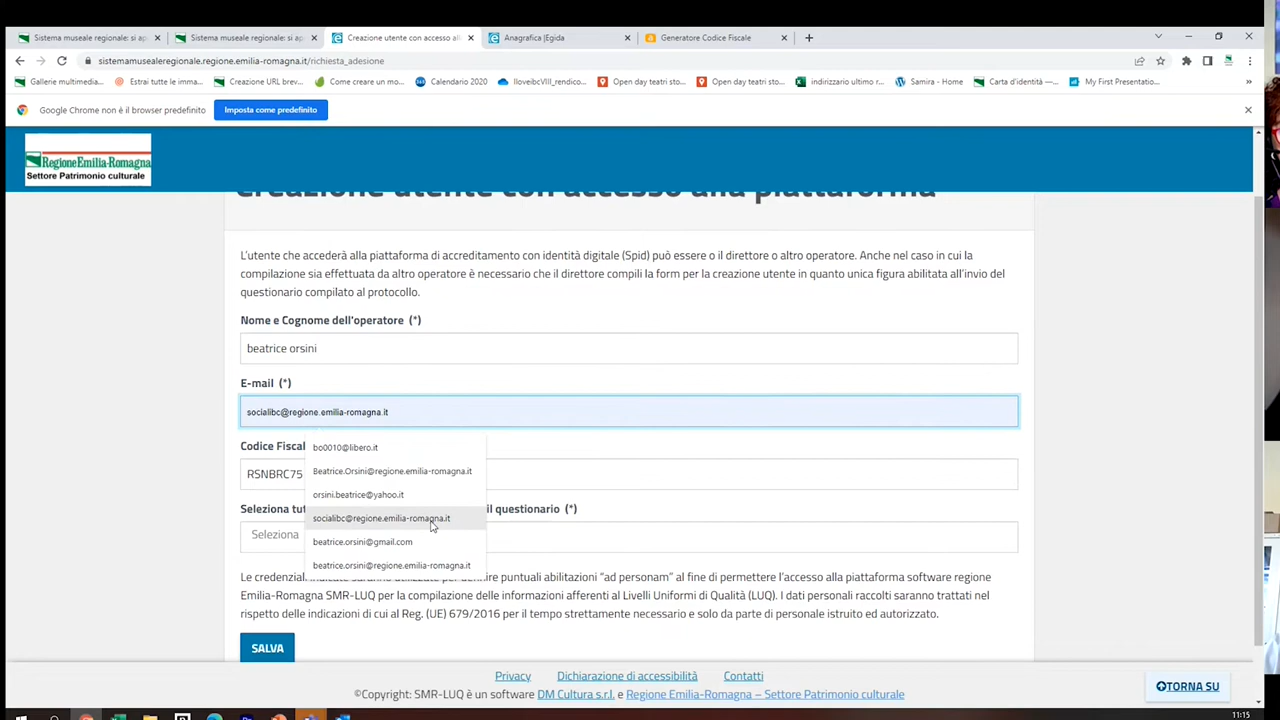 Sistema museale regionale: si ap
Sistema museale regionale: si ap
Creazione utente con accesso all
Anagrafica |Egida
Generatore Codice Fiscale
sistemamusealeregionale.regione.emilia-romagna.it/richiesta_adesione
Gallerie multimedia...
Estrai tutte le imma...
Creazione URL brev...
Come creare un mo...
Calendario 2020
IloveibcVIII_rendico...
Open day teatri sto...
Open day teatri sto...
indirizzario ultimo r...
Samira - Home
Carta d'identità —...
My First Presentatio...
Google Chrome non è il browser predefinito
Imposta come predefinito
RegioneEmilia-Romagna
Settore Patrimonio culturale
Creazione utente con accesso alla piattaforma
L'utente che accederà alla piattaforma di accreditamento con identità digitale (Spid) può essere o il direttore o altro operatore. Anche nel caso in cui la
compilazione sia effettuata da altro operatore è necessario che il direttore compili la form per la creazione utente in quanto unica figura abilitata all'invio del
questionario compilato al protocollo.
Nome e Cognome dell'operatore (*)
beatrice orsini
E-mail (*)
socialibc@regione.emilia-romagna.it
Codice Fiscal
bo0010@libero.it
Beatrice.Orsini@regione.emilia-romagna.it
RSNBRC75
orsini.beatrice@yahoo.it
Seleziona tut
il questionario (*)
socialibc@regione.emilia-romagna.it
Seleziona
beatrice.orsini@gmail.com
beatrice.orsini@regione.emilia-romagna.it
Le credenziali indicate saranno utilizzate per definire puntuali abilitazioni "ad personam" al fine di permettere l'accesso alla piattaforma software regione
Emilia-Romagna SMR-LUQ per la compilazione delle informazioni afferenti al Livelli Uniformi di Qualità (LUQ). I dati personali raccolti saranno trattati nel
rispetto delle indicazioni di cui al Reg. (UE) 679/2016 per il tempo strettamente necessario e solo da parte di personale istruito ed autorizzato.
SALVA
Privacy
Dichiarazione di accessibilità
Contatti
©Copyright: SMR-LUQ è un software DM Cultura s.r.l. e Regione Emilia-Romagna – Settore Patrimonio culturale
TORNA SU
11:15